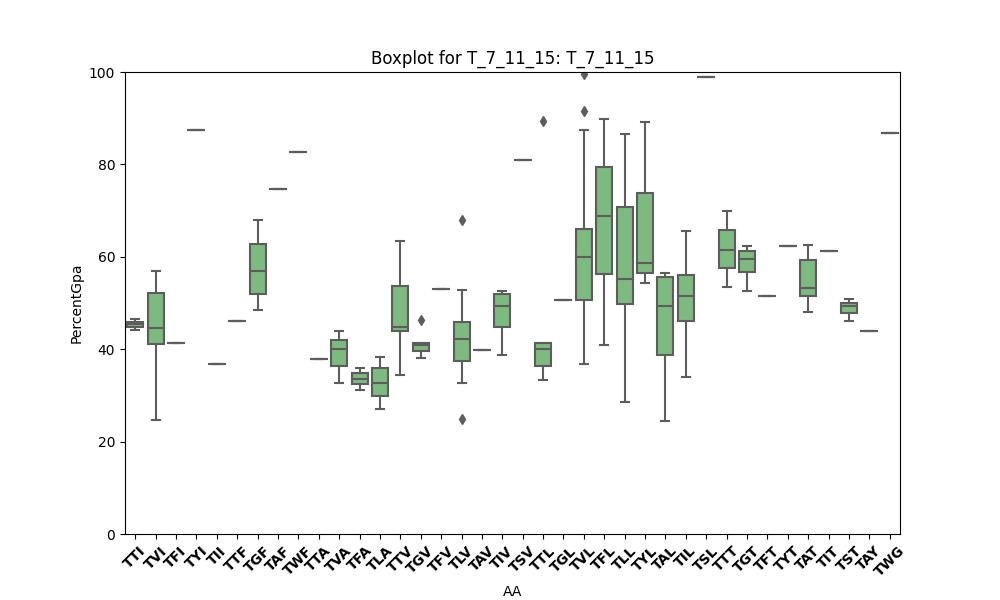 Boxplot for T_7_11_15: T_7_11_15
100
80
60
40
20
0
PercentGpa
TTI TVI TFI TYI TII TTF TGF TAF TWF TTA TVA TFA TLA TTV TGV TFV TLV TAV TIV TSV TTL TGL TVL TFL TLL TYL TAL TIL TSL TTT TGT TFT TYT TAT TIT TST TAY TWG
AA